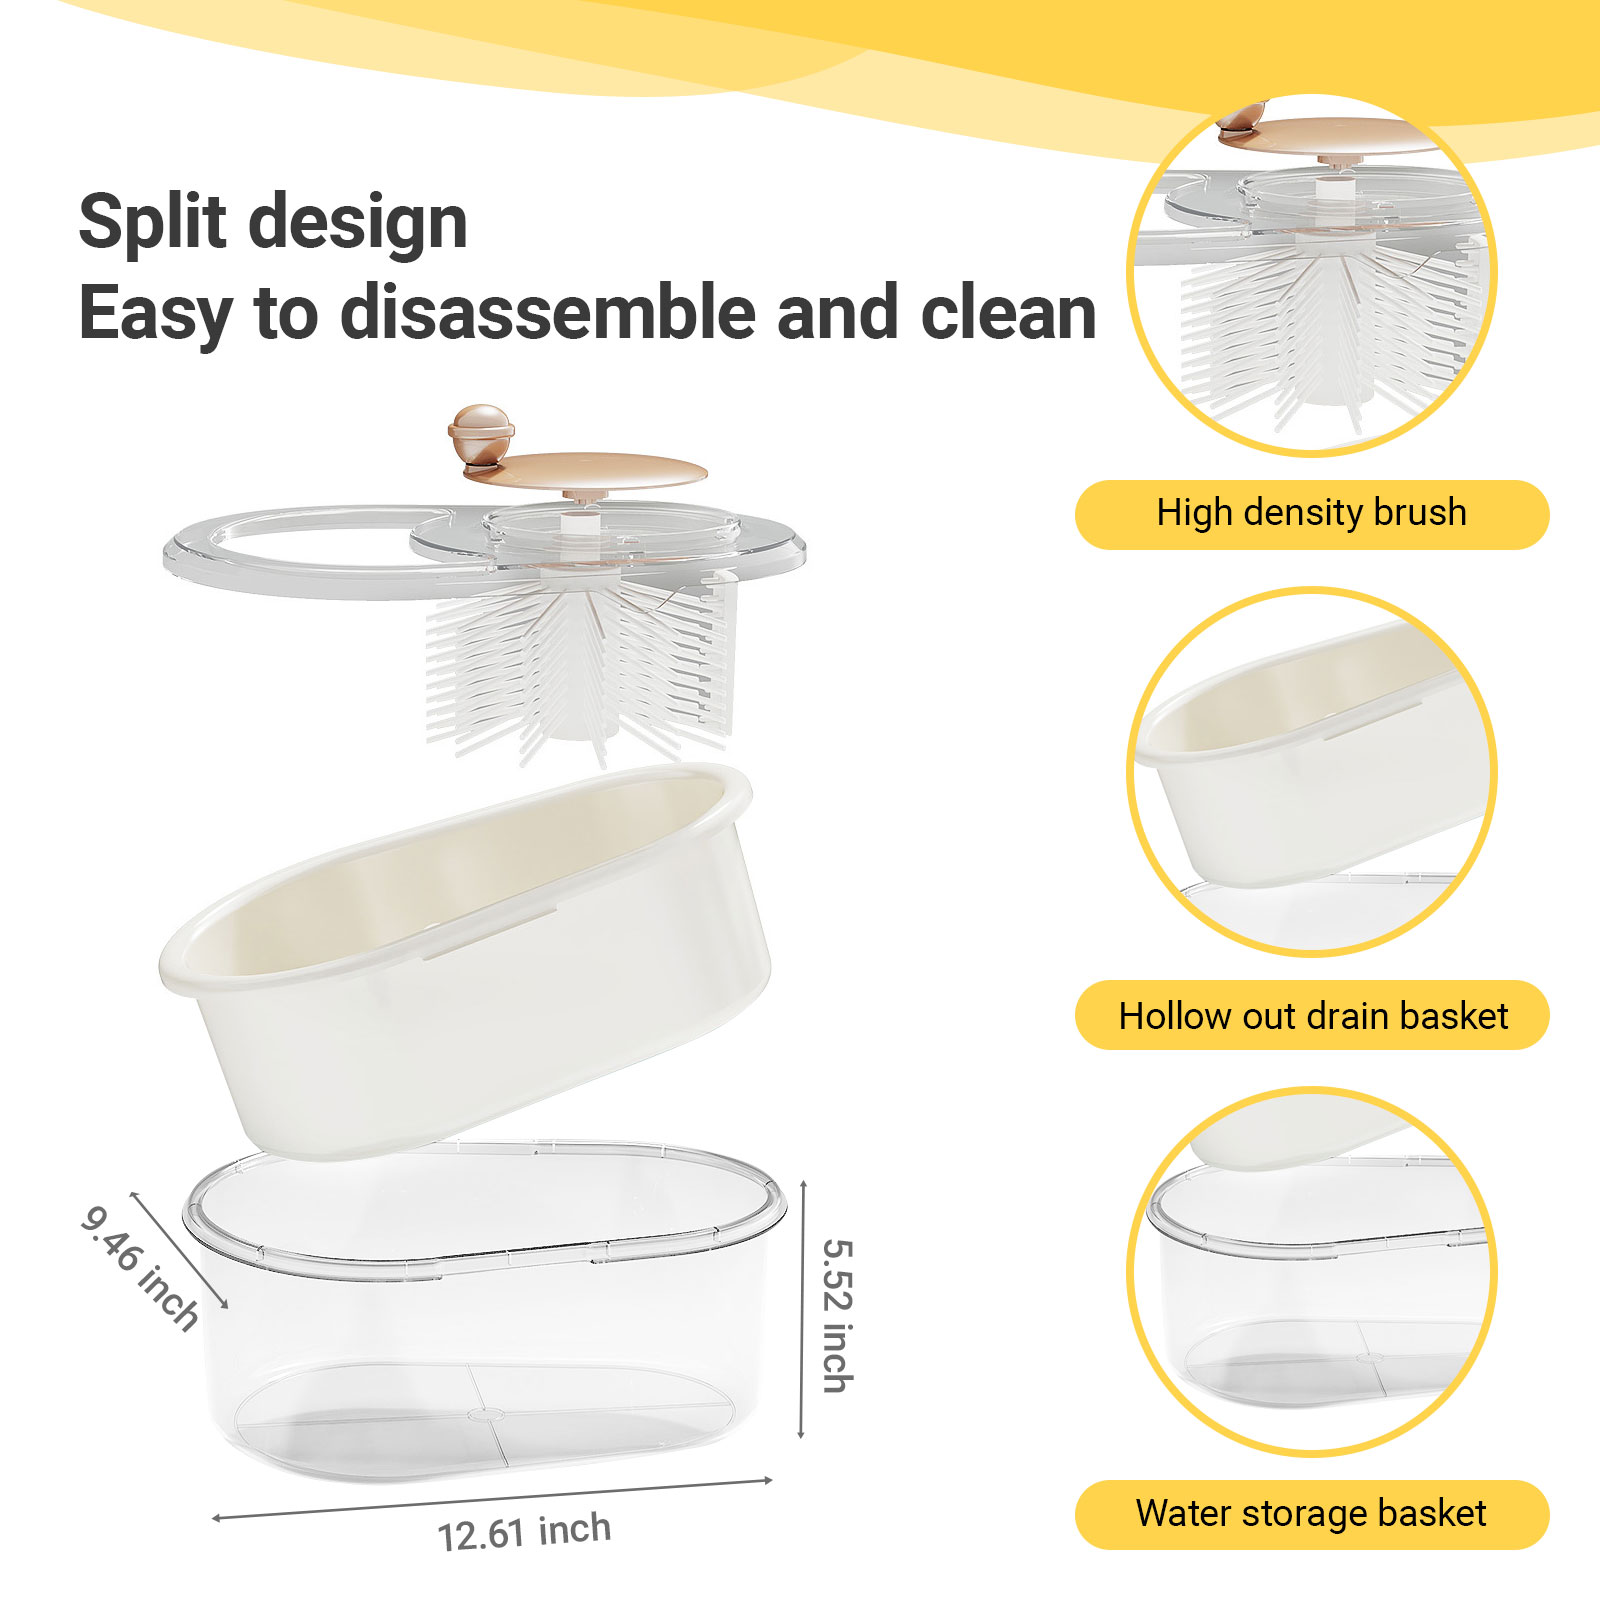 Split design
Easy to disassemble and clean
High density brush
Hollow out drain basket
9.46 inch
5.52 inch
12.61 inch
Water storage basket